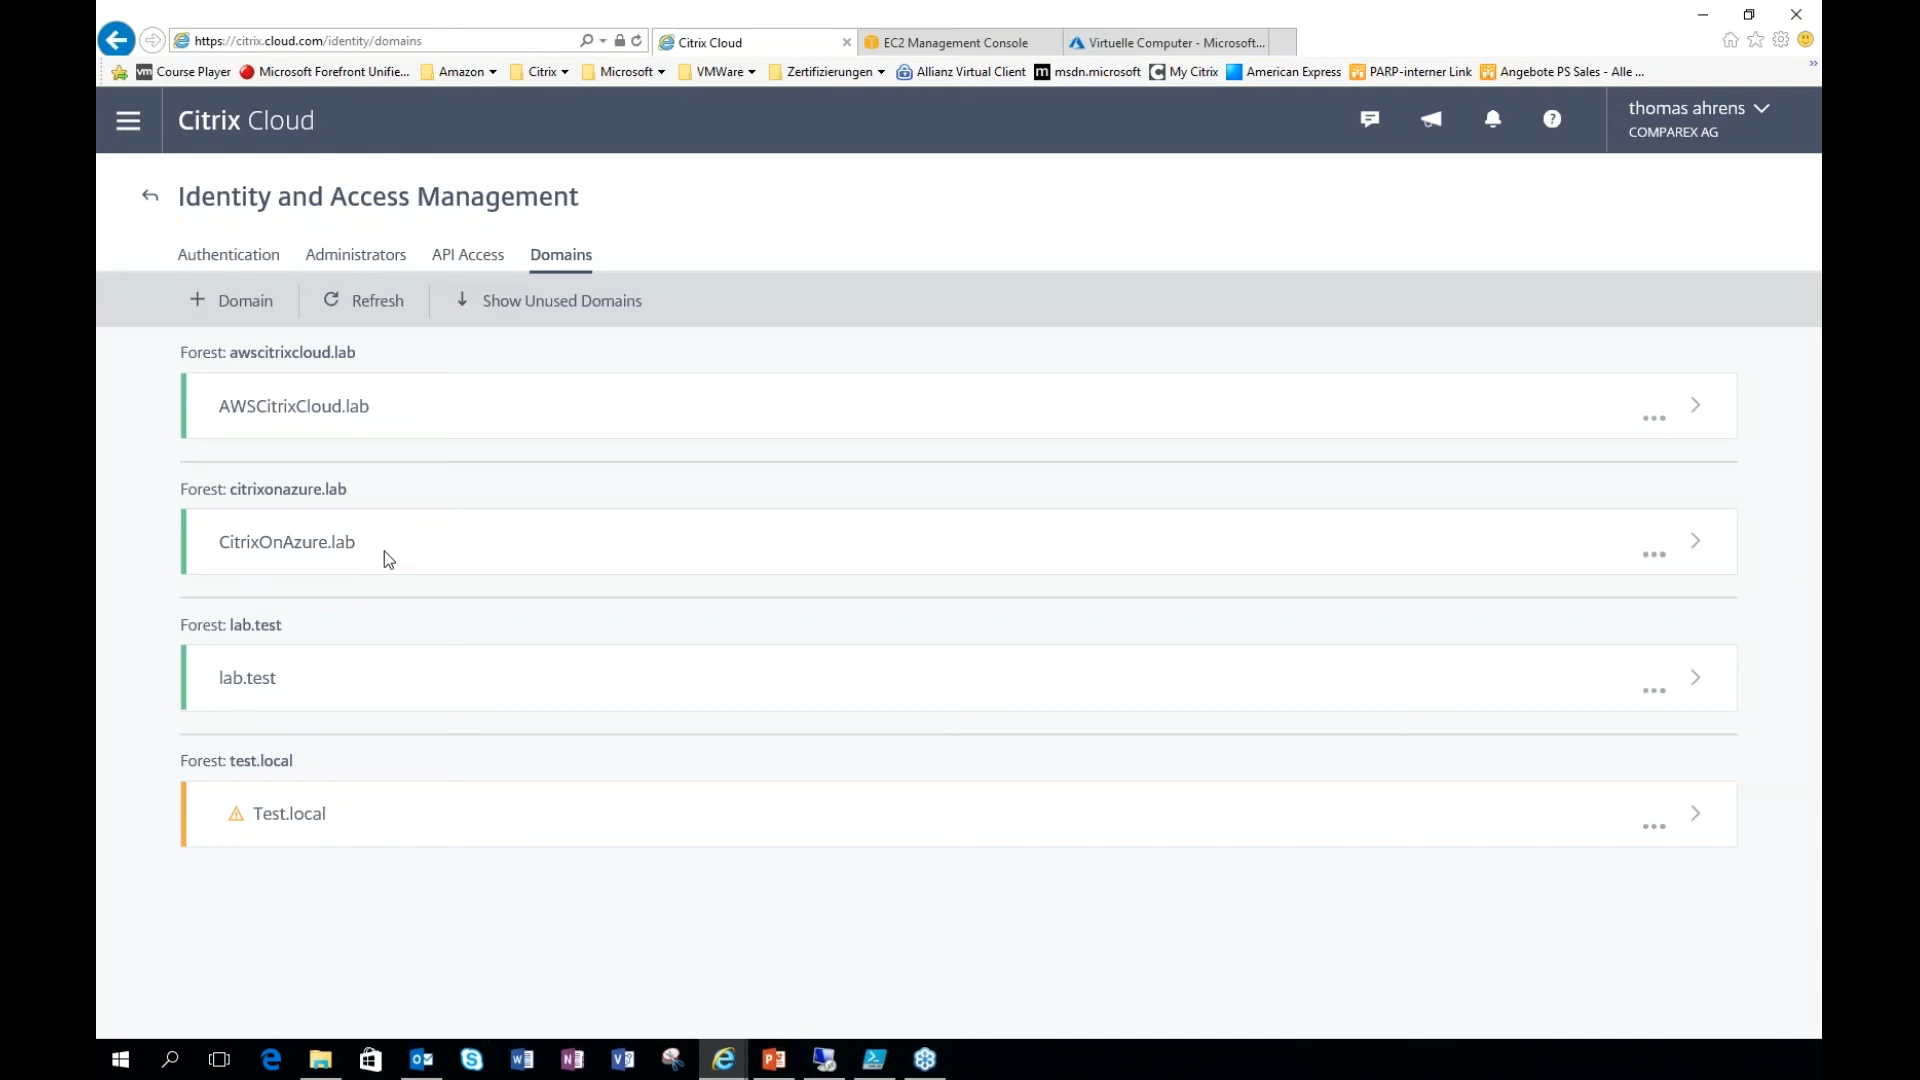 https://citrix.cloud.com/identity/domains
Citrix Cloud
EC2 Management Console
Virtuelle Computer - Microsoft...
vm Course Player
Microsoft Forefront Unifie...
Amazon
Citrix
Microsoft
VMWare
Zertifizierungen
Allianz Virtual Client
m msdn.microsoft
My Citrix
American Express
PARP-interner Link
Angebote PS Sales - Alle ...
Citrix Cloud
thomas ahrens
COMPAREX AG
Identity and Access Management
Authentication
Administrators
API Access
Domains
+ Domain
Refresh
Show Unused Domains
Forest: awscitrixcloud.lab
AWSCitrixCloud.lab
Forest: citrixonazure.lab
CitrixOnAzure.lab
Forest: lab.test
lab.test
Forest: test.local
Test.local